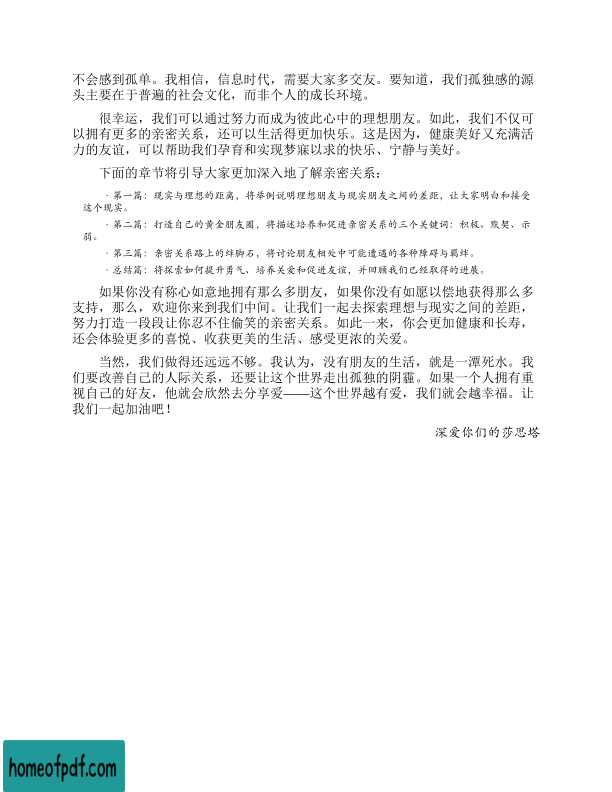 不会感到孤单。我相信，信息时代，需要大家多交友。要知道，我们孤独感的源
头主要在于普遍的社会文化，而非个人的成长环境。
很幸运，我们可以通过努力而成为彼此心中的理想朋友。如此，我们不仅可
以拥有更多的亲密关系，还可以生活得更加快乐。这是因为，健康美好又充满活
力的友谊，可以帮助我们孕育和实现梦寐以求的快乐、宁静与美好。
下面的章节将引导大家更加深入地了解亲密关系：
· 第一篇：现实与理想的距离，将举例说明理想朋友与现实朋友之间的差距，让大家明白和接受
这个现实。
· 第二篇：打造自己的黄金朋友圈，将描述培养和促进亲密关系的三个关键词：积极、默契、示
弱。
· 第三篇：亲密关系路上的绊脚石，将讨论朋友相处中可能遭遇的各种障碍与羁绊。
· 总结篇：将探索如何提升勇气、培养关爱和促进友谊，并回顾我们已经取得的进展。
如果你没有称心如意地拥有那么多朋友，如果你没有如愿以偿地获得那么多
支持，那么，欢迎你来到我们中间。让我们一起去探索理想与现实之间的差距，
努力打造一段段让你忍不住偷笑的亲密关系。如此一来，你会更加健康和长寿，
还会体验更多的喜悦、收获更美的生活、感受更浓的关爱。
当然，我们做得还远远不够。我认为，没有朋友的生活，就是一潭死水。我
们要改善自己的人际关系，还要让这个世界走出孤独的阴霾。如果一个人拥有重
视自己的好友，他就会欣然去分享爱——这个世界越有爱，我们就会越幸福。让
我们一起加油吧！
深爱你们的莎思塔
homeofpdf.com